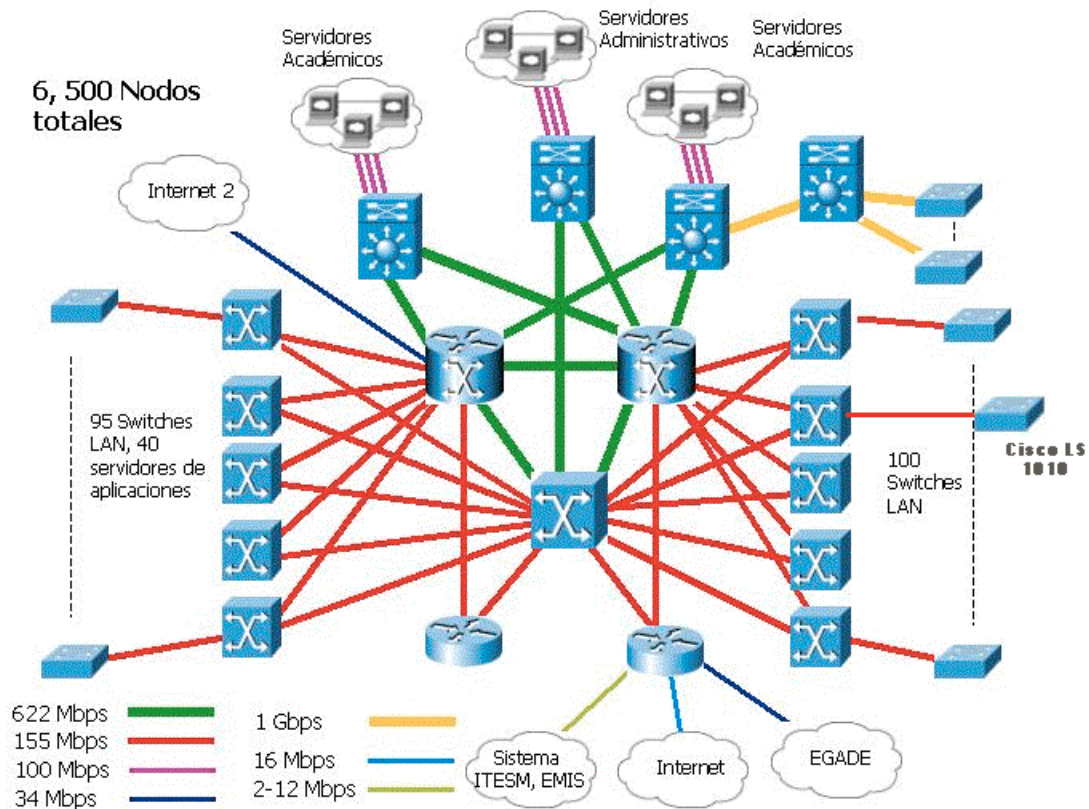 Servidores
Académicos
Servidores
Administrativos
Servidores
Académicos
6, 500 Nodos
totales
Internet 2
95 Switches
LAN, 40
servidores de
aplicaciones
100
Switches
LAN
Cisco LS
1010
622 Mbps
155 Mbps
100 Mbps
34 Mbps
1 Gbps
16 Mbps
2-12 Mbps
Sistema
ITESM, EMIS
Internet
EGADE